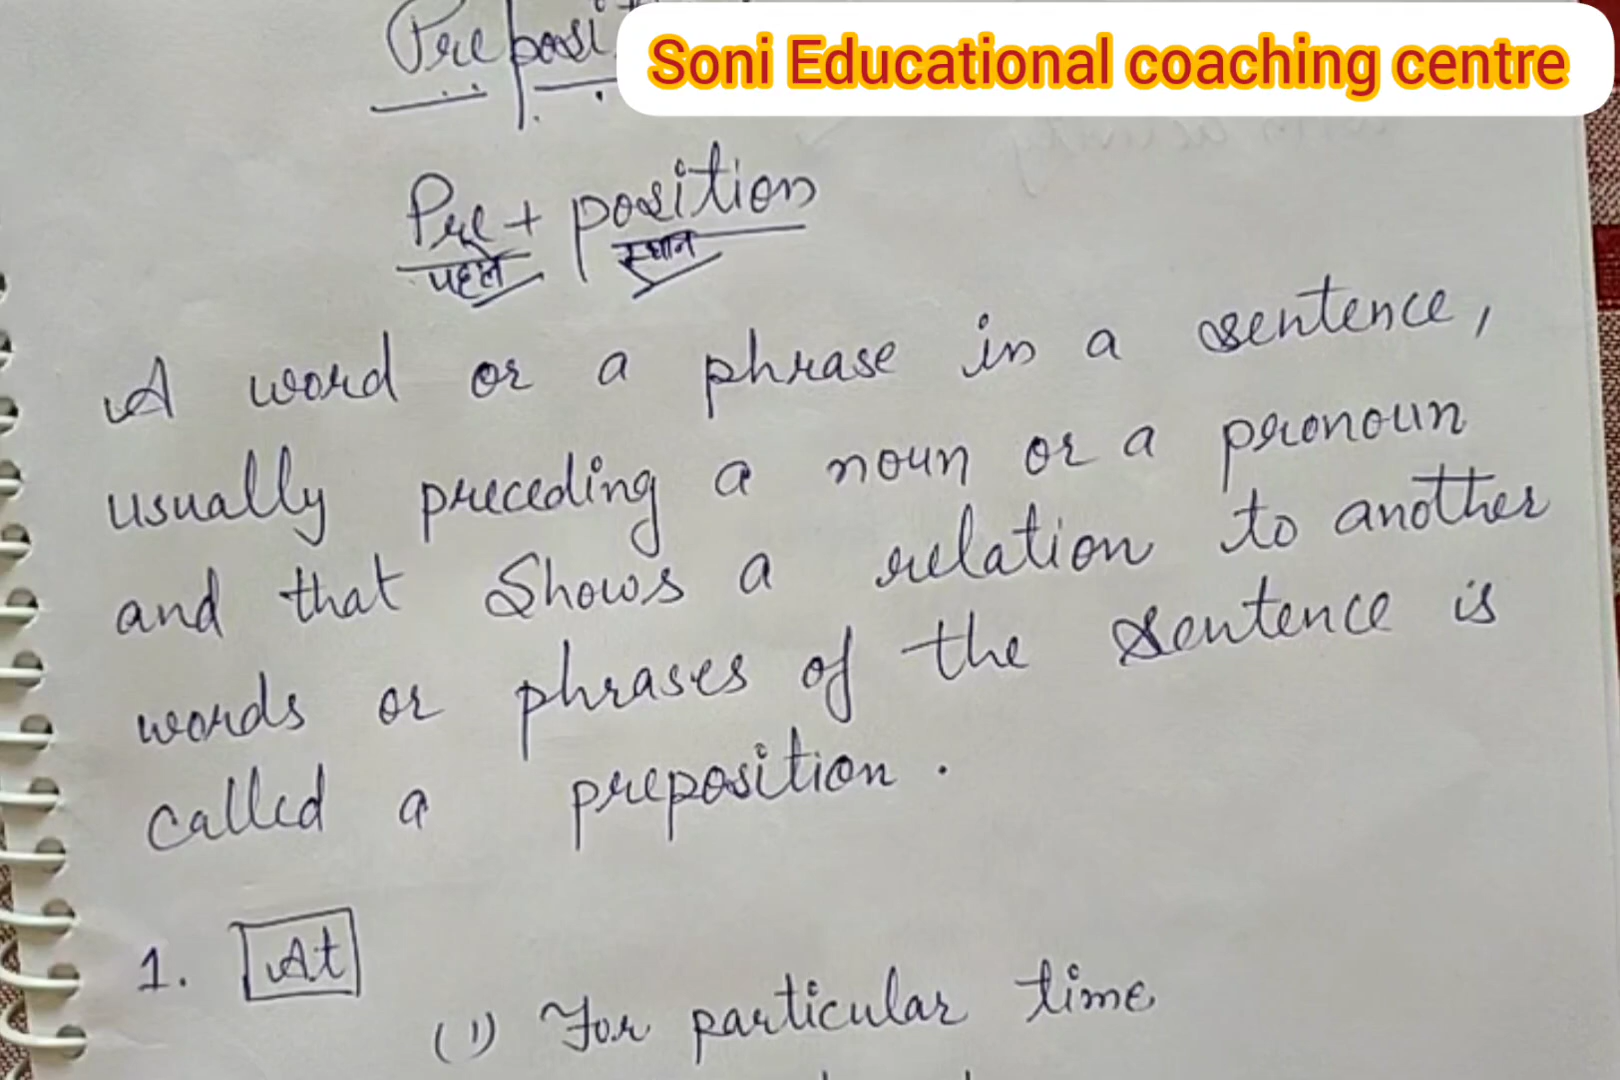 Soni Educational coaching centre
Pre + position
पहले स्थान
A word or a phrase in a sentence,
usually preceding a noun or a pronoun
and that Shows a relation to another
words or phrases of the sentence is
called a preposition.
1. At
(1) For particular time